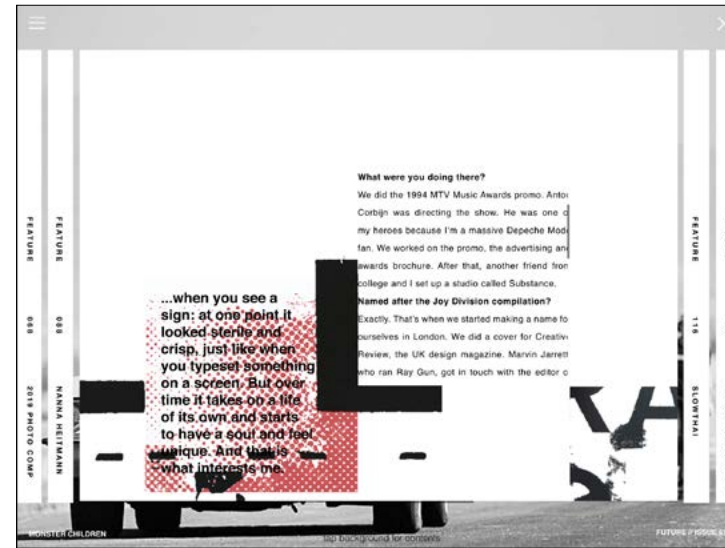 What were you doing there?
We did the 1994 MTV Music Awards promo.
Corbijn was directing the show. He was one
my heroes because I'm a massive Depeche
fan. We worked on the promo, the advertising
awards brochure. After that, another friend
college and I set up a studio called Substance.
Named after the Joy Division compilation?
Exactly. That's when we started making a name
ourselves in London. We did a cover for
Review, the UK design magazine. Marvin
who ran Ray Gun, got in touch with the editor
...when you see a
sign: at one point it
looked sterile and
crisp, just like when
you typeset something
on a screen. But over
time it takes on a life
of its own and starts
to have a soul and feel
unique. And that is
what interests me.
FEATURE
068
2019 PHOTO COMP
FEATURE
088
NANNA HEITMANN
FEATURE
116
SLOWTHAI
RA
MONSTER CHILDREN
tap background for contents
FUTURE // ISSUE